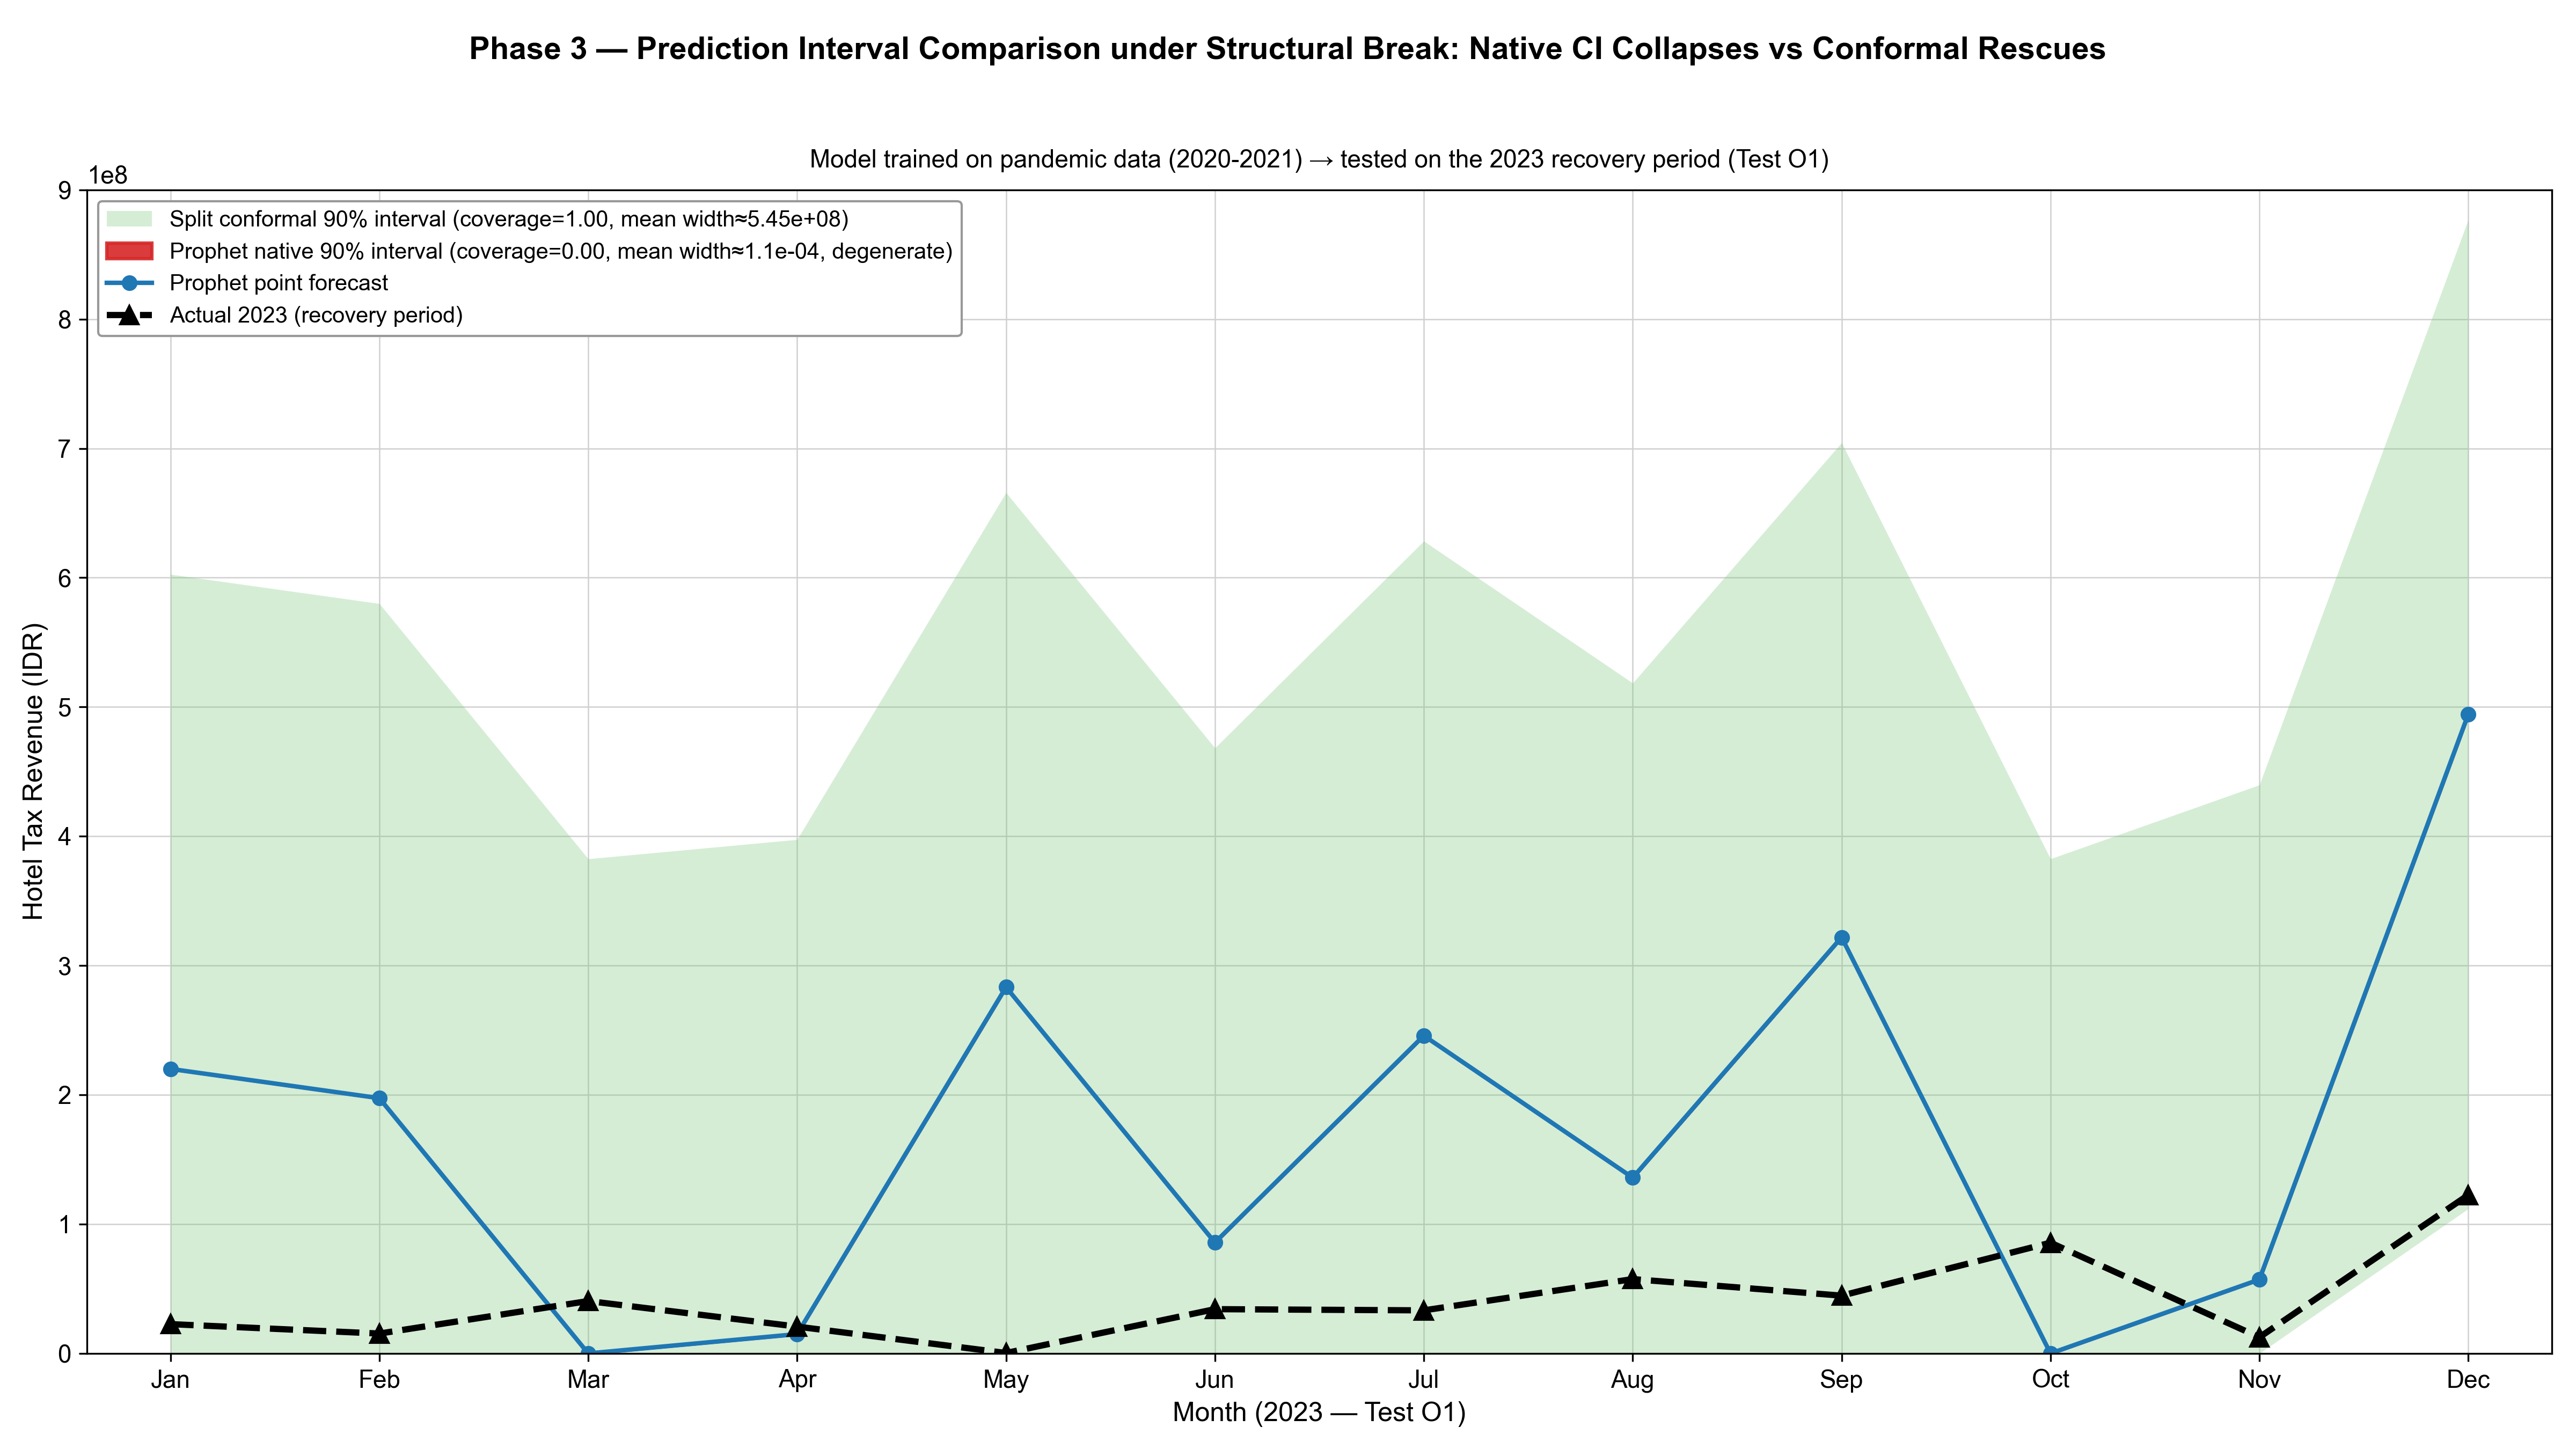 Phase 3 — Prediction Interval Comparison under Structural Break: Native CI Collapses vs Conformal Rescues
Model trained on pandemic data (2020-2021) → tested on the 2023 recovery period (Test O1)
1e8
Split conformal 90% interval (coverage=1.00, mean width≈5.45e+08)
Prophet native 90% interval (coverage=0.00, mean width≈1.1e-04, degenerate)
Prophet point forecast
Actual 2023 (recovery period)
9
8
7
6
5
4
3
2
1
0
Hotel Tax Revenue (IDR)
Jan Feb Mar Apr May Jun Jul Aug Sep Oct Nov Dec
Month (2023 — Test O1)